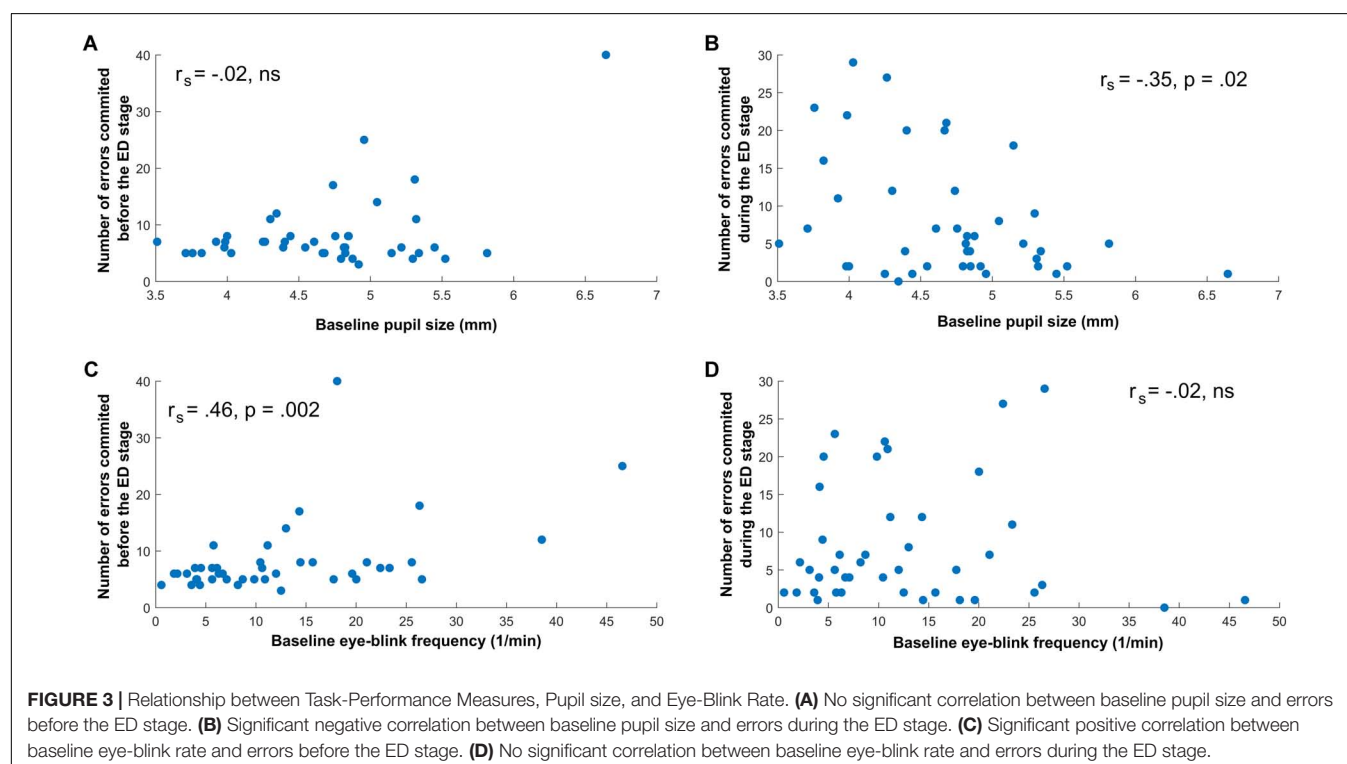 A
Number of errors commited
before the ED stage
40
30
20
10
0
r_s = -.02, ns
3.5 4 4.5 5 5.5 6 6.5 7
Baseline pupil size (mm)
B
Number of errors commited
during the ED stage
30
25
20
15
10
5
0
r_s = -.35, p = .02
3.5 4 4.5 5 5.5 6 6.5 7
Baseline pupil size (mm)
C
Number of errors commited
before the ED stage
40
30
20
10
0
r_s = .46, p = .002
0 5 10 15 20 25 30 35 40 45 50
Baseline eye-blink frequency (1/min)
D
Number of errors commited
during the ED stage
30
25
20
15
10
5
0
r_s = -.02, ns
0 5 10 15 20 25 30 35 40 45 50
Baseline eye-blink frequency (1/min)
FIGURE 3 | Relationship between Task-Performance Measures, Pupil size, and Eye-Blink Rate. (A) No significant correlation between baseline pupil size and errors
before the ED stage. (B) Significant negative correlation between baseline pupil size and errors during the ED stage. (C) Significant positive correlation between
baseline eye-blink rate and errors before the ED stage. (D) No significant correlation between baseline eye-blink rate and errors during the ED stage.